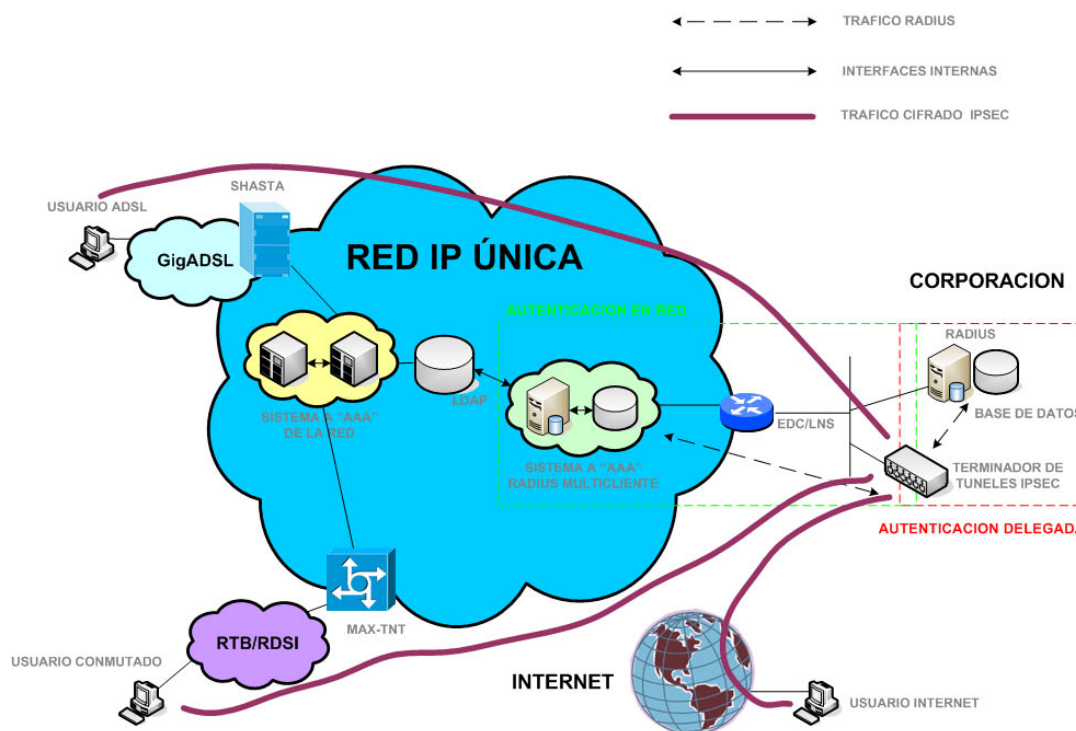 TRAFICO RADIUS
INTERFACES INTERNAS
TRAFICO CIFRADO IPSEC
SHASTA
USUARIO ADSL
GigADSL
RED IP ÚNICA
CORPORACION
AUTENTICACION EN RED
RADIUS
LDAP
BASE DE DATOS
SISTEMA A "AAA"
DE LA RED
EDC/LNS
SISTEMA A "AAA"
RADIUS MULTICLIENTE
TERMINADOR DE
TUNELES IPSEC
AUTENTICACION DELEGADA
MAX-TNT
RTB/RDSI
USUARIO CONMUTADO
INTERNET
USUARIO INTERNET